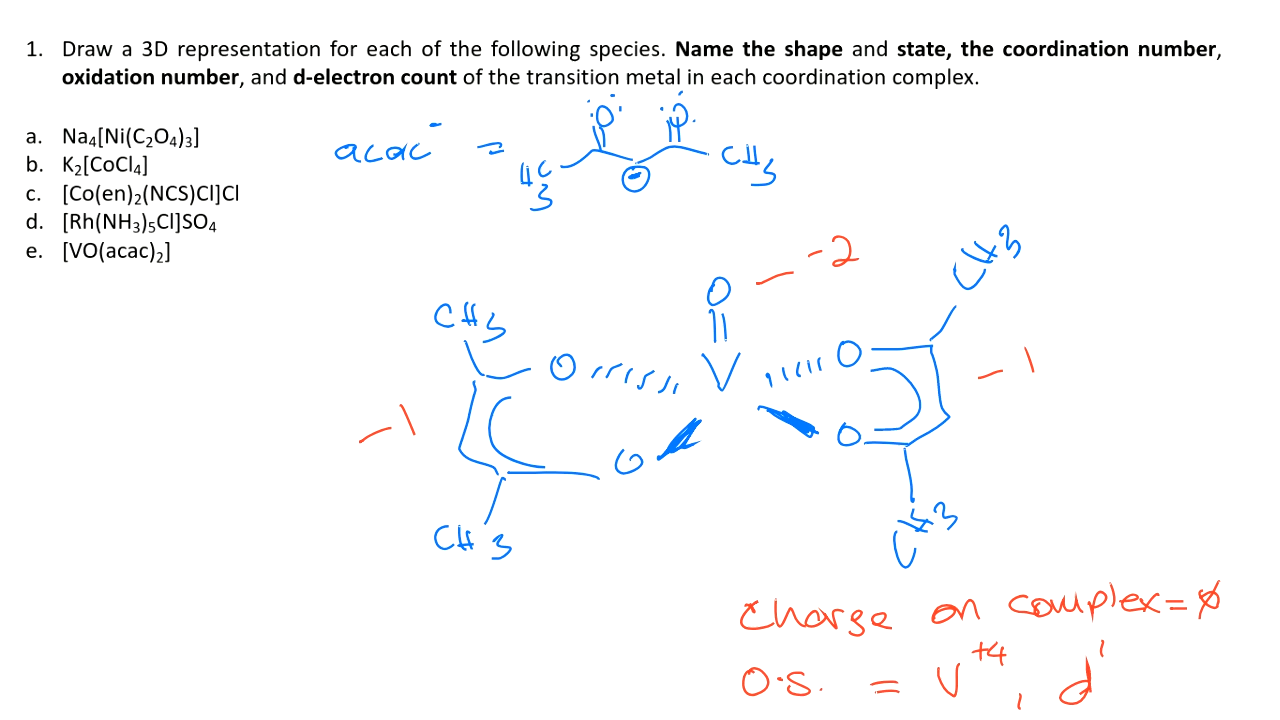 1. Draw a 3D representation for each of the following species. Name the shape and state, the coordination number,
oxidation number, and d-electron count of the transition metal in each coordination complex.
a. Na₄[Ni(C₂O₄)₃]
b. K₂[CoCl₄]
c. [Co(en)₂(NCS)Cl]Cl
d. [Rh(NH₃)₅Cl]SO₄
e. [VO(acac)₂]
acac⁻ =
O O
H₃C CH₃
⊖
-2
O
CH₃
CH₃
O V O
-1
-1
O O
CH₃
CH₃
Charge on complex = 0
O.S. = V⁺⁴, d¹